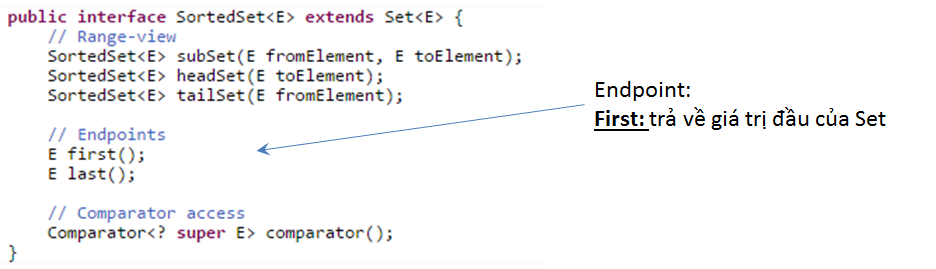 public interface SortedSet<E> extends Set<E> {
// Range-view
SortedSet<E> subSet(E fromElement, E toElement);
SortedSet<E> headSet(E toElement);
SortedSet<E> tailSet(E fromElement);
// Endpoints
E first();
E last();
// Comparator access
Comparator<? super E> comparator();
}
Endpoint:
First: trả về giá trị đầu của Set